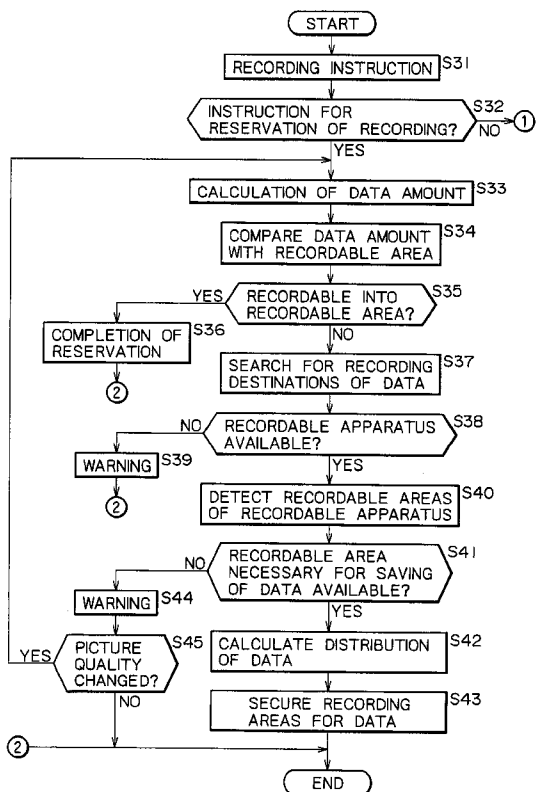 START
RECORDING INSTRUCTION
S31
INSTRUCTION FOR
RESERVATION OF RECORDING?
S32
NO
1
YES
CALCULATION OF DATA AMOUNT
S33
COMPARE DATA AMOUNT
WITH RECORDABLE AREA
S34
RECORDABLE INTO
RECORDABLE AREA?
S35
YES
COMPLETION OF
RESERVATION
S36
2
NO
SEARCH FOR RECORDING
DESTINATIONS OF DATA
S37
RECORDABLE APPARATUS
AVAILABLE?
S38
NO
WARNING
S39
2
YES
DETECT RECORDABLE AREAS
OF RECORDABLE APPARATUS
S40
RECORDABLE AREA
NECESSARY FOR SAVING
OF DATA AVAILABLE?
S41
NO
WARNING
S44
PICTURE
QUALITY
CHANGED?
S45
YES
NO
YES
CALCULATE DISTRIBUTION
OF DATA
S42
SECURE RECORDING
AREAS FOR DATA
S43
2
END